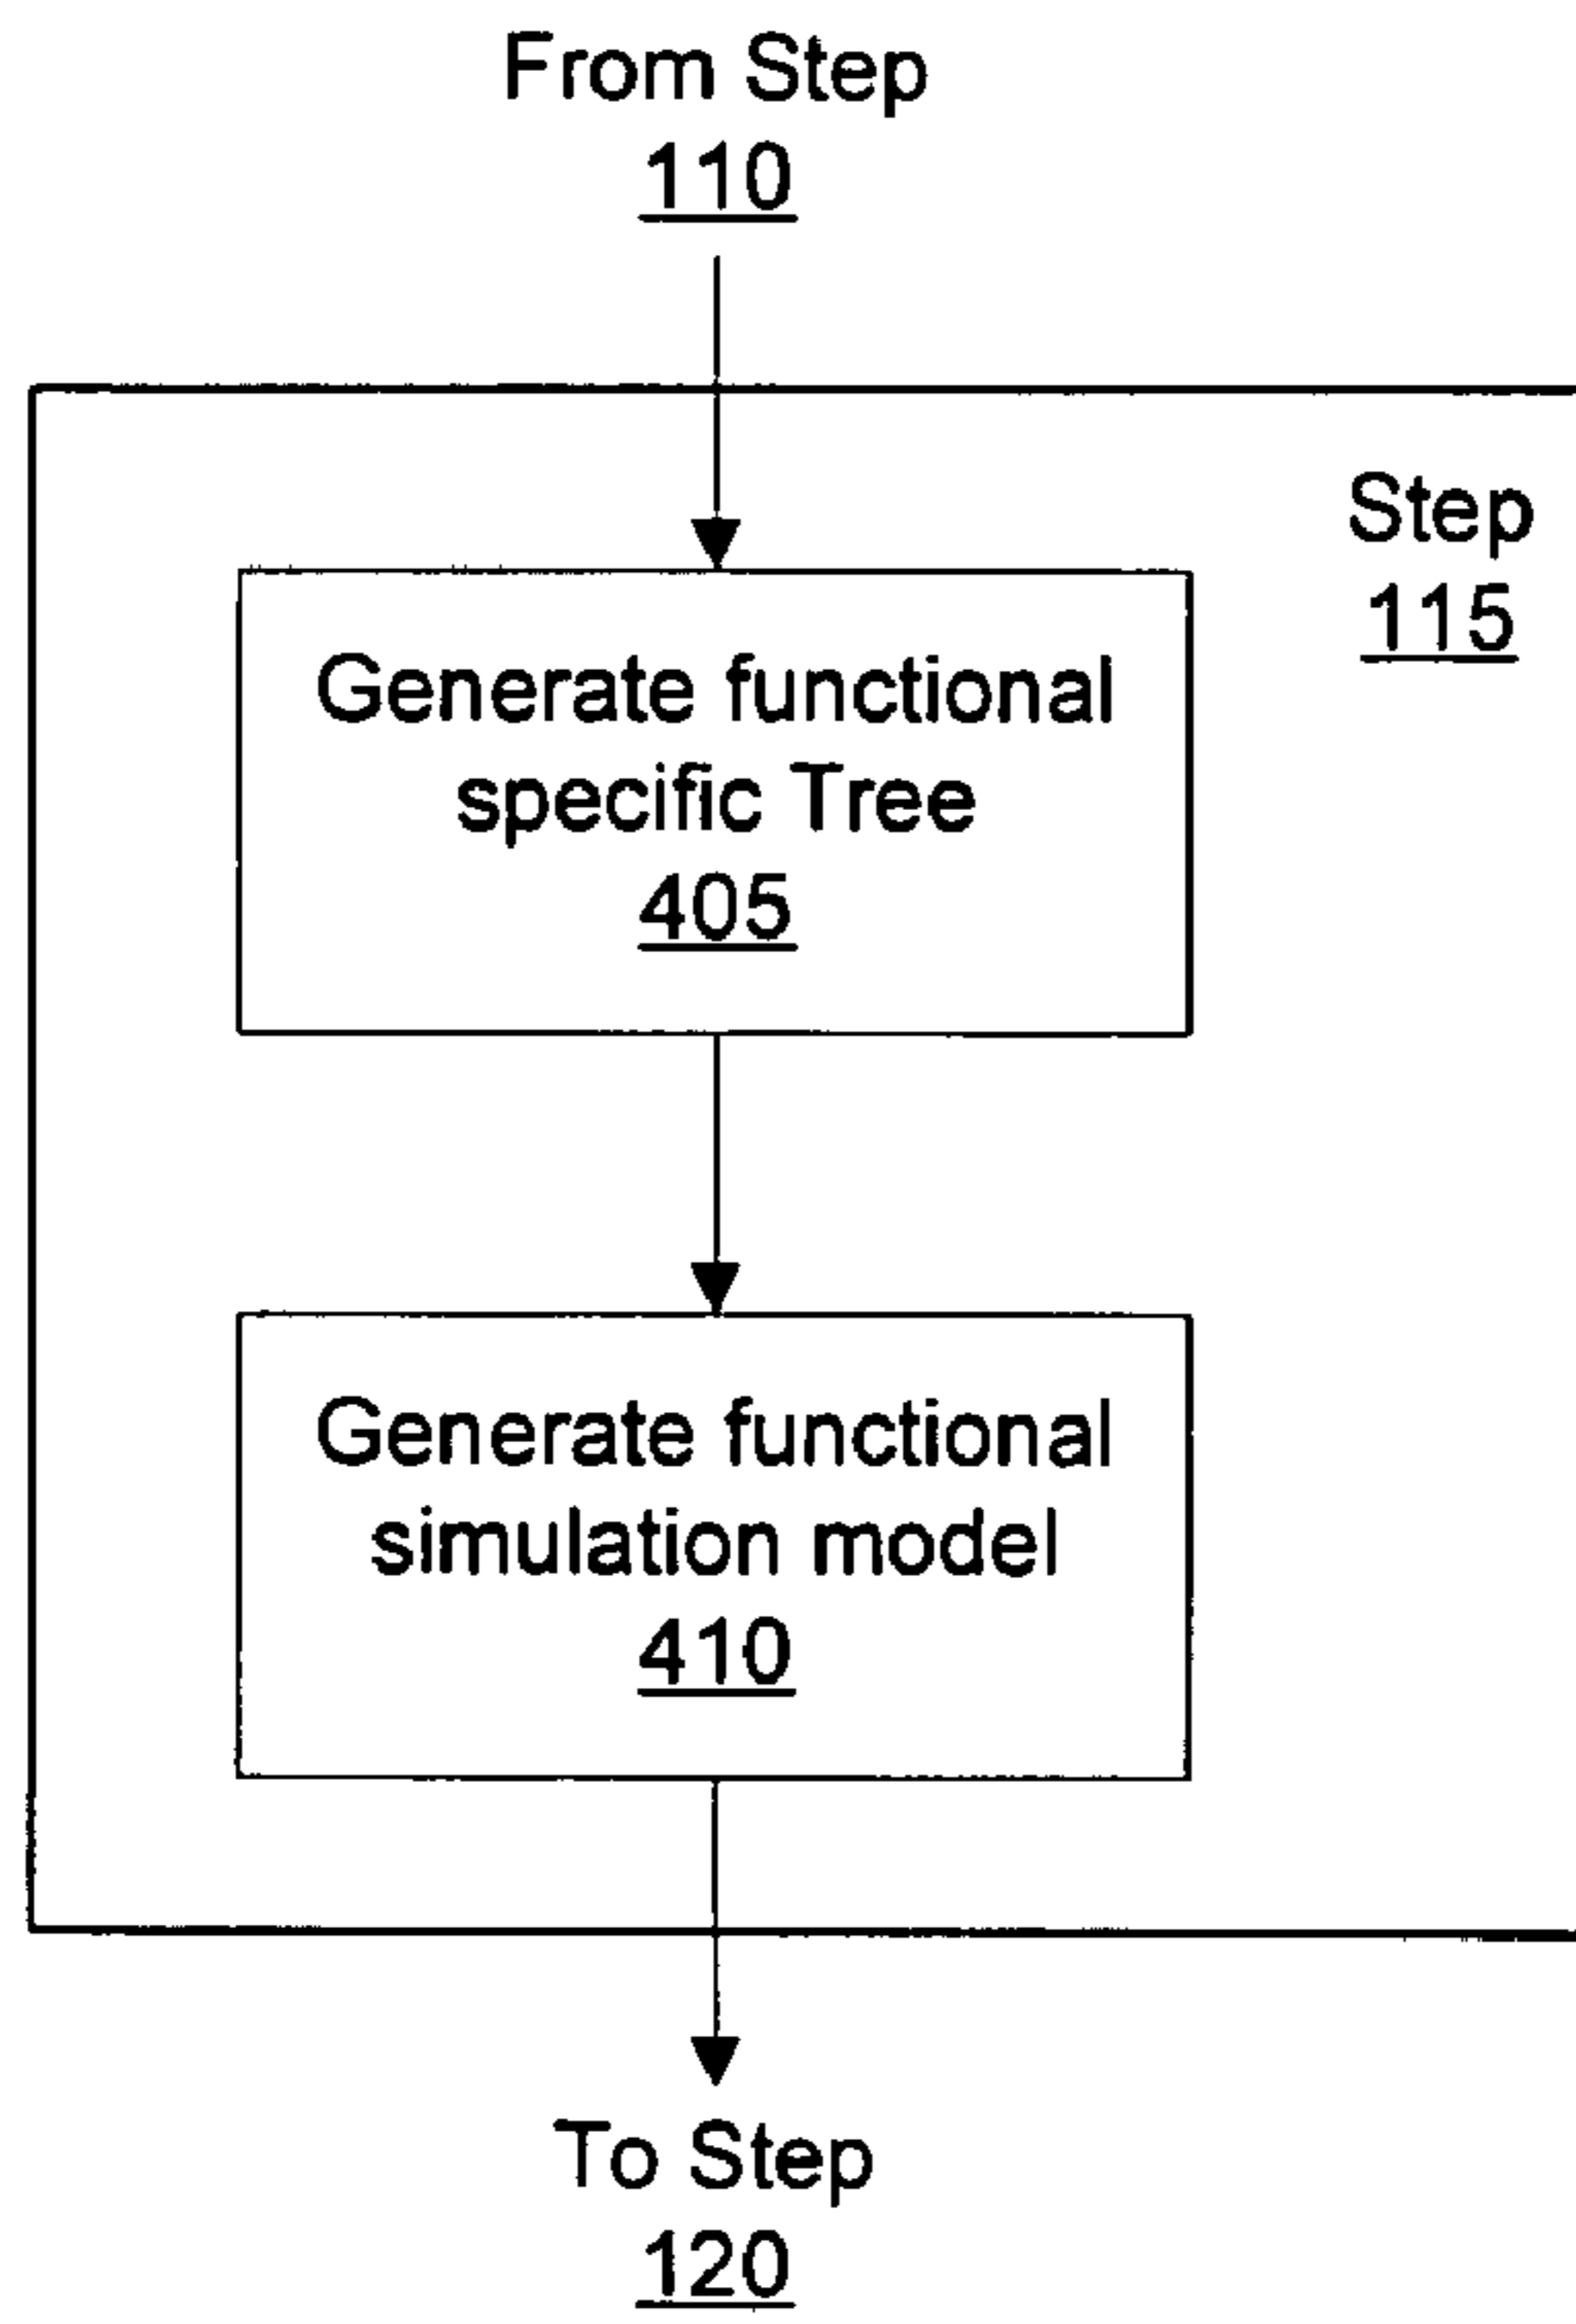 From Step
110
Step
115
Generate functional
specific Tree
405
Generate functional
simulation model
410
To Step
120